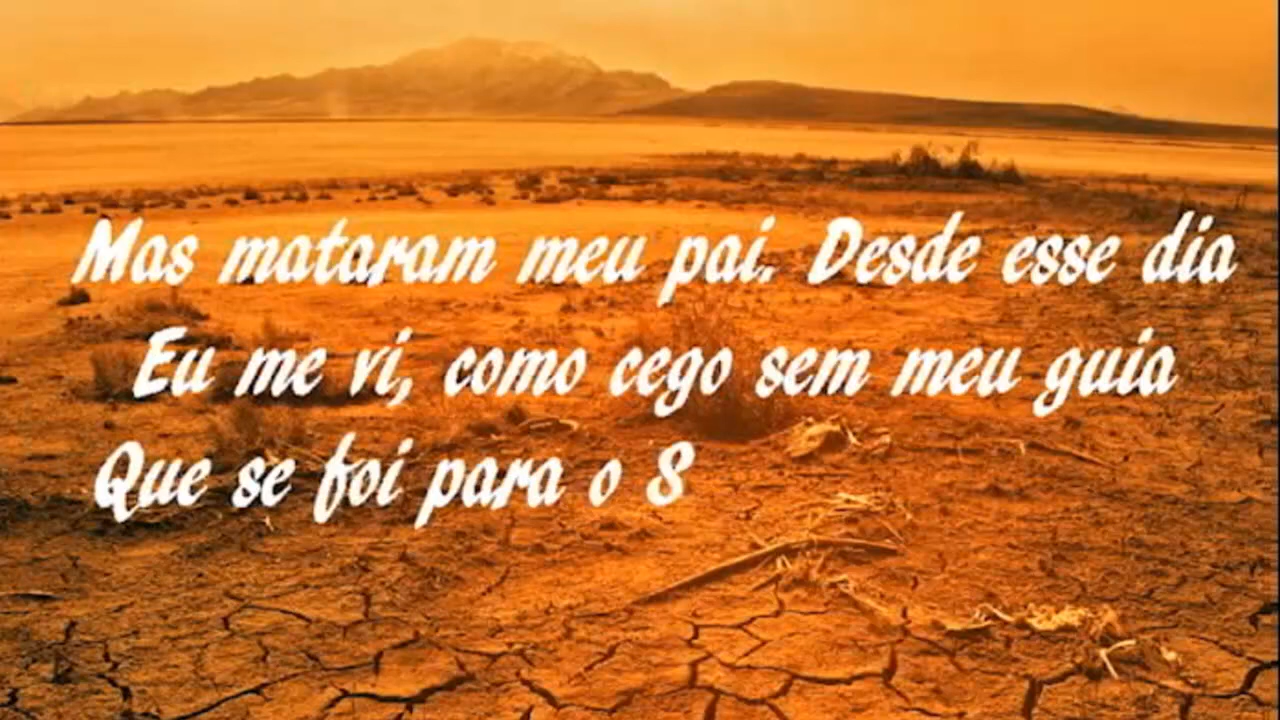 Mas mataram meu pai. Desde esse dia
Eu me vi, como cego sem meu guia
Que se foi para o S